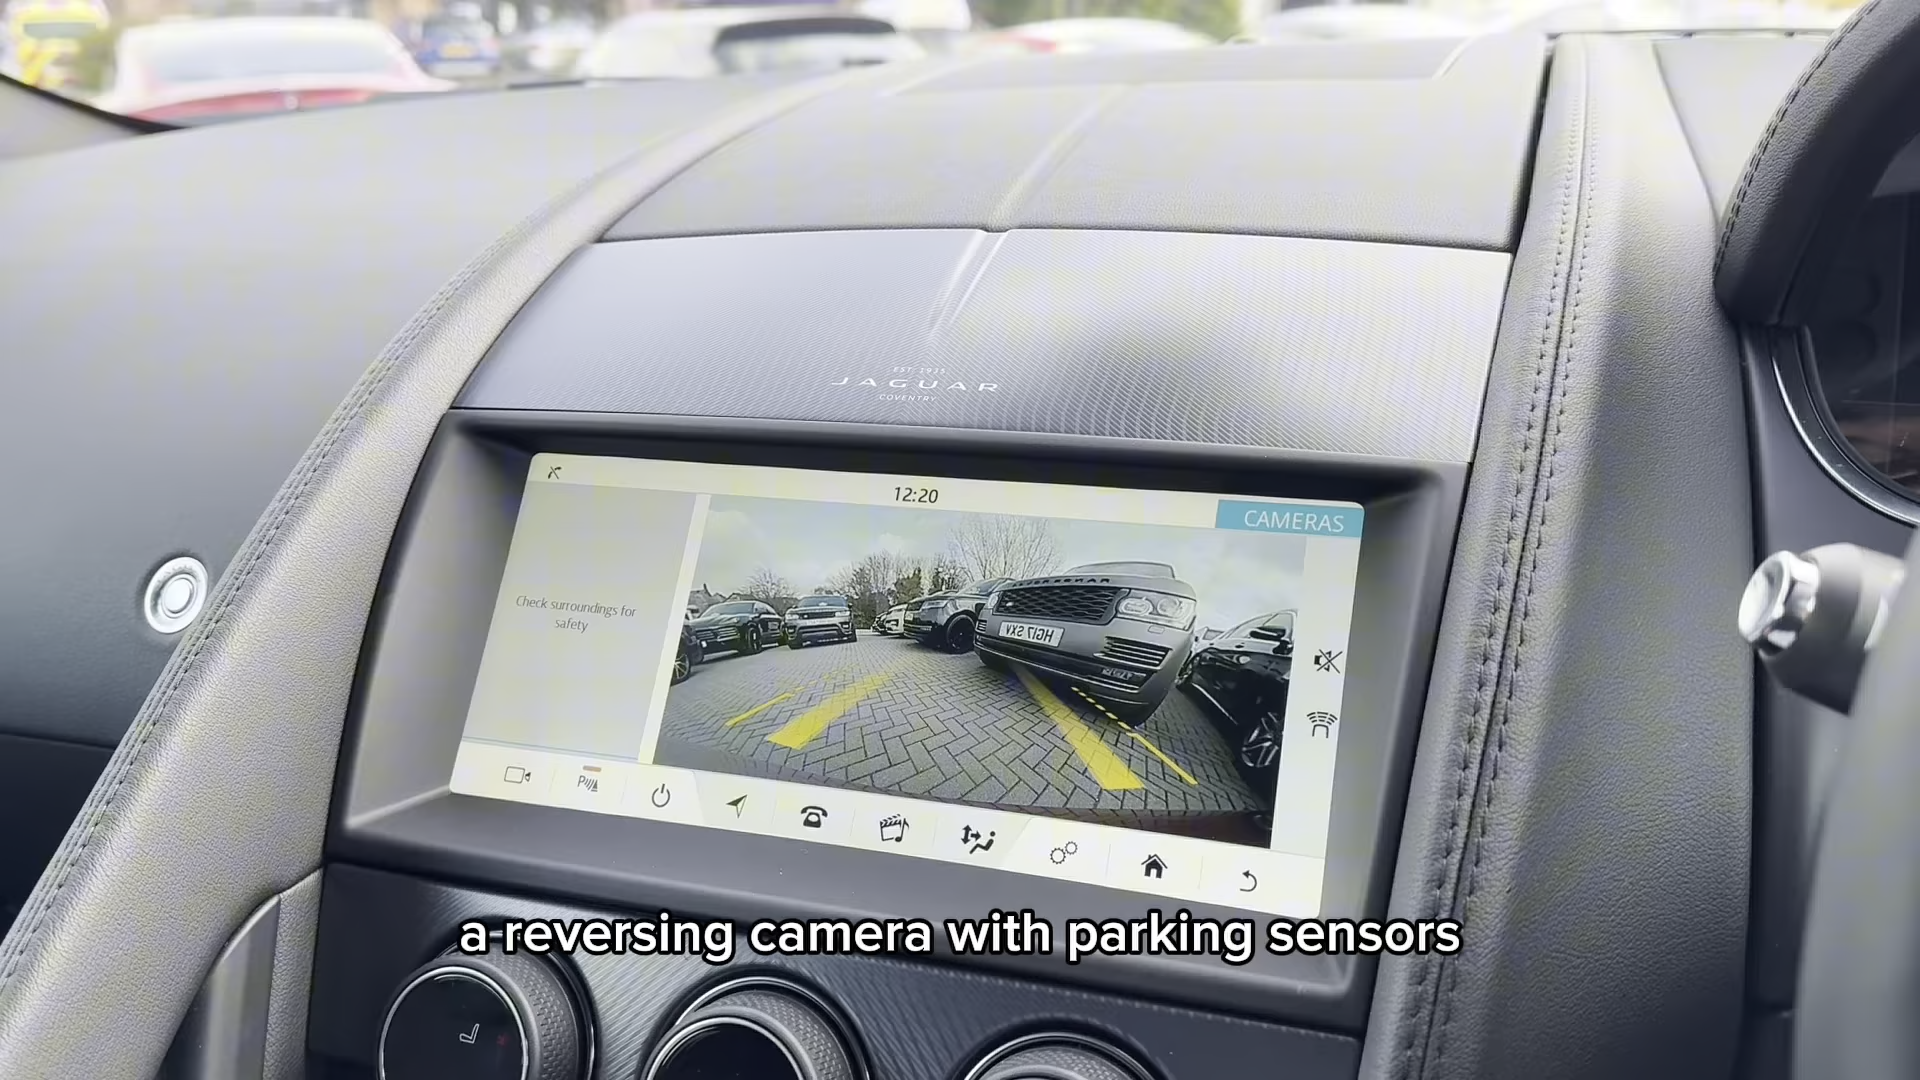 EST. 1935
JAGUAR
COVENTRY
12:20
CAMERAS
Check surroundings for
safety
HG17 SXV
P
a reversing camera with parking sensors